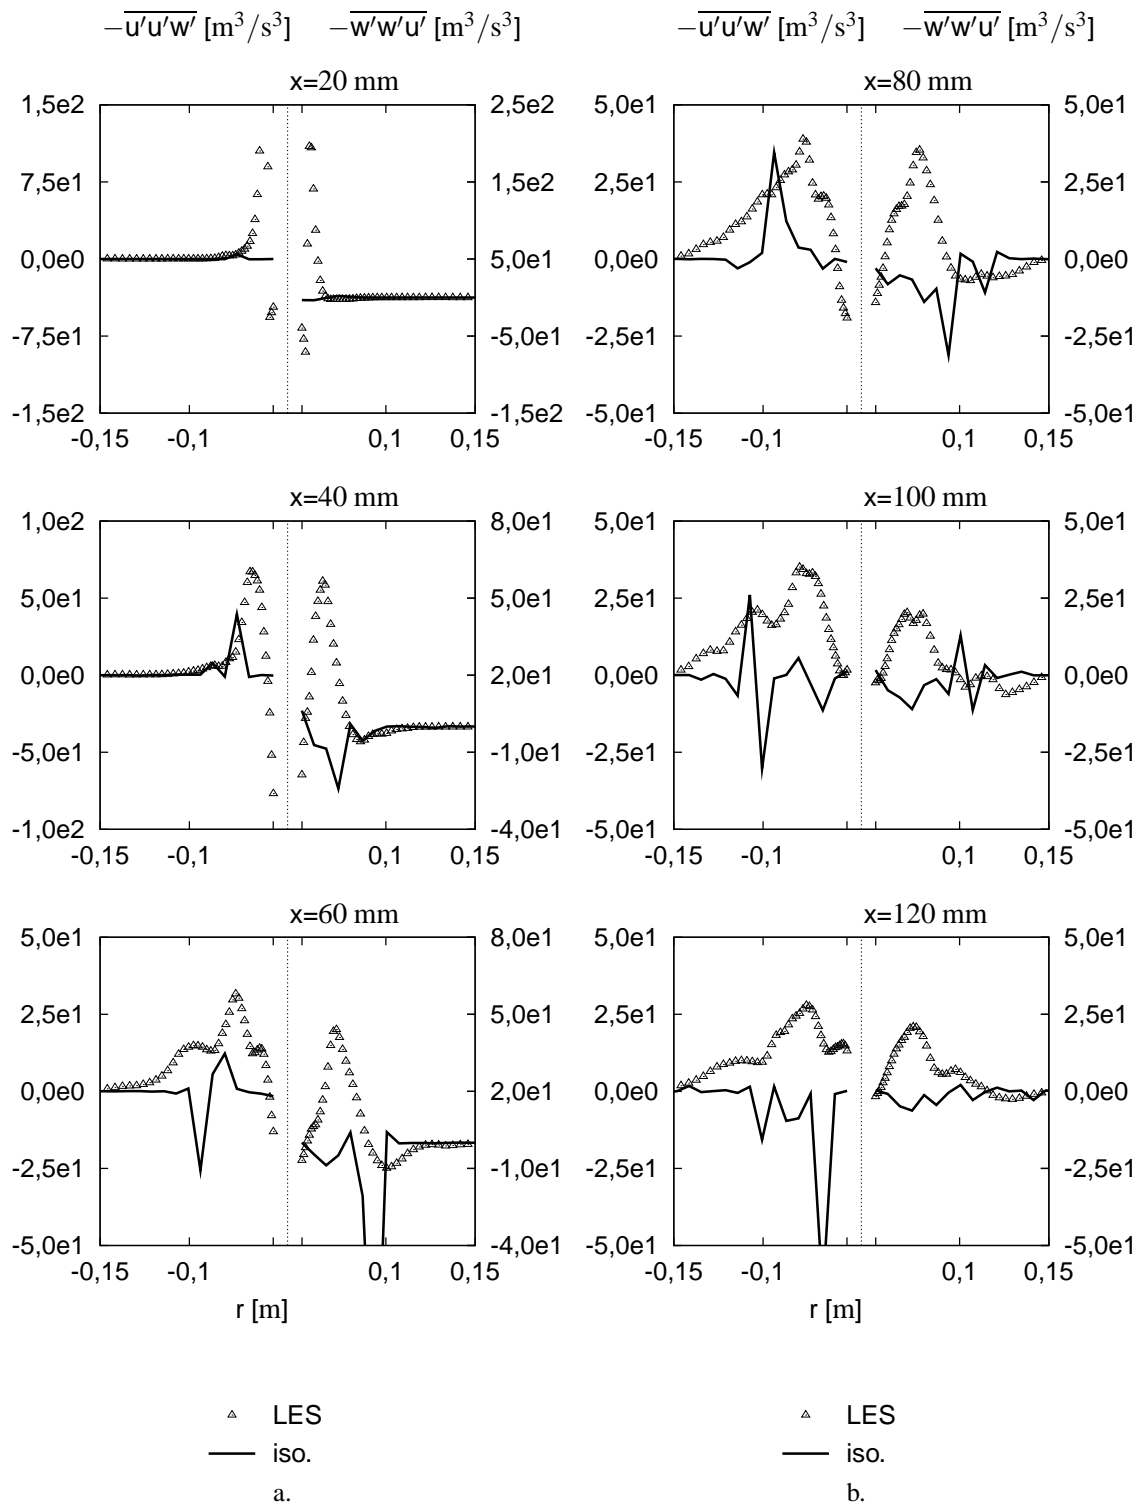 −u′u′w′ [m³/s³] −w′w′u′ [m³/s³] −u′u′w′ [m³/s³] −w′w′u′ [m³/s³]
x=20 mm
1,5e2
7,5e1
0,0e0
-7,5e1
-1,5e2
2,5e2
1,5e2
5,0e1
-5,0e1
-1,5e2
-0,15 -0,1 0,1 0,15
x=80 mm
5,0e1
2,5e1
0,0e0
-2,5e1
-5,0e1
5,0e1
2,5e1
0,0e0
-2,5e1
-5,0e1
-0,15 -0,1 0,1 0,15
x=40 mm
1,0e2
5,0e1
0,0e0
-5,0e1
-1,0e2
8,0e1
5,0e1
2,0e1
-1,0e1
-4,0e1
-0,15 -0,1 0,1 0,15
x=100 mm
5,0e1
2,5e1
0,0e0
-2,5e1
-5,0e1
5,0e1
2,5e1
0,0e0
-2,5e1
-5,0e1
-0,15 -0,1 0,1 0,15
x=60 mm
5,0e1
2,5e1
0,0e0
-2,5e1
-5,0e1
8,0e1
5,0e1
2,0e1
-1,0e1
-4,0e1
-0,15 -0,1 0,1 0,15
r [m]
x=120 mm
5,0e1
2,5e1
0,0e0
-2,5e1
-5,0e1
5,0e1
2,5e1
0,0e0
-2,5e1
-5,0e1
-0,15 -0,1 0,1 0,15
r [m]
LES
iso.
a.
LES
iso.
b.